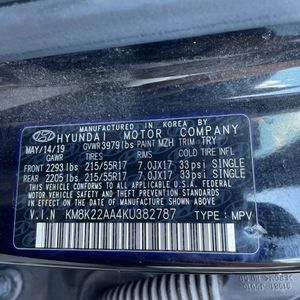 MANUFACTURED IN KOREA BY
HYUNDAI MOTOR COMPANY
MAY/14/19 GVWR 3979 lbs PAINT MZH TRIM-TRY
GAWR TIRE RIM COLD TIRE
FRONT 2293 lbs 215/55R17 7.0JX17 33 psi SINGLE
REAR 2205 lbs 215/55R17 7.0JX17 33 psi SINGLE
THIS VEHICLE CONFORMS TO ALL APPLICABLE U.S.A. FEDERAL
MOTOR VEHICLE SAFETY, BUMPER, AND THEFT PREVENTION
STANDARDS IN EFFECT ON THE DATE OF MANUFACTURE SHOWN ABOVE.
V.I.N KM8K22AA4KU382787 TYPE : MPV